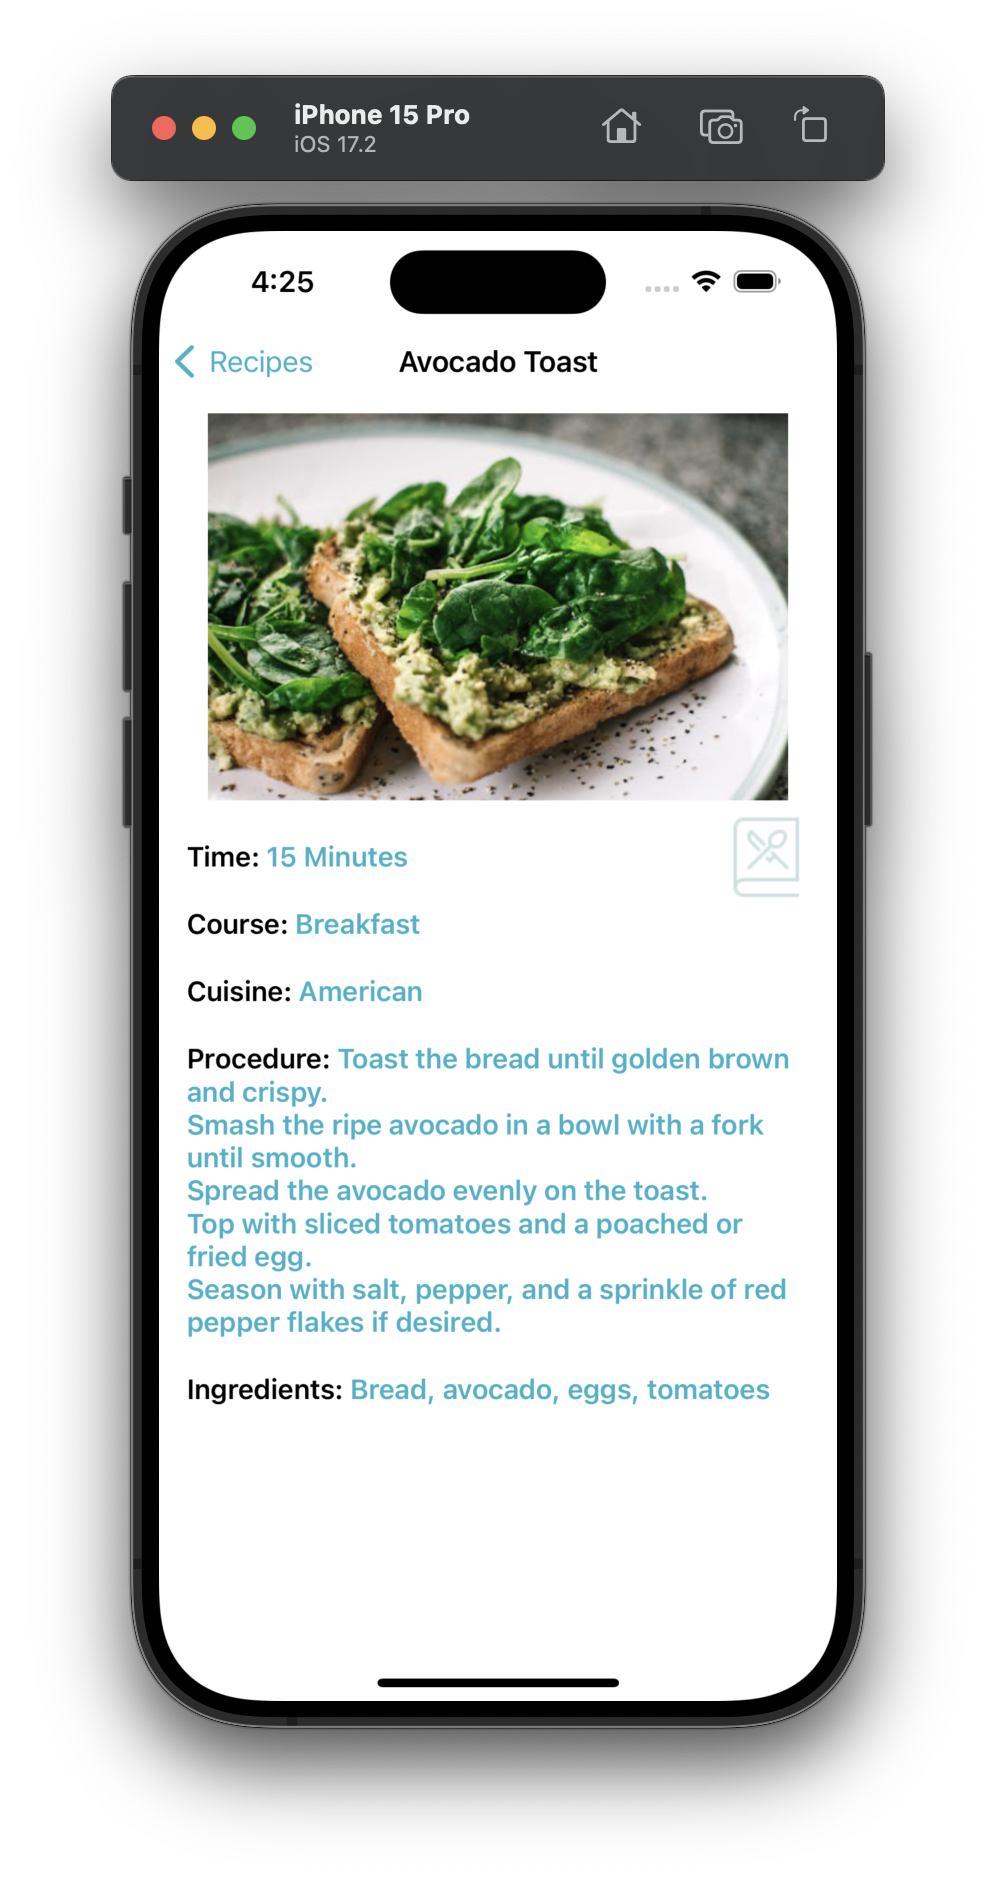 iPhone 15 Pro
iOS 17.2
4:25
Recipes
Avocado Toast
Time: 15 Minutes
Course: Breakfast
Cuisine: American
Procedure: Toast the bread until golden brown
and crispy.
Smash the ripe avocado in a bowl with a fork
until smooth.
Spread the avocado evenly on the toast.
Top with sliced tomatoes and a poached or
fried egg.
Season with salt, pepper, and a sprinkle of red
pepper flakes if desired.
Ingredients: Bread, avocado, eggs, tomatoes